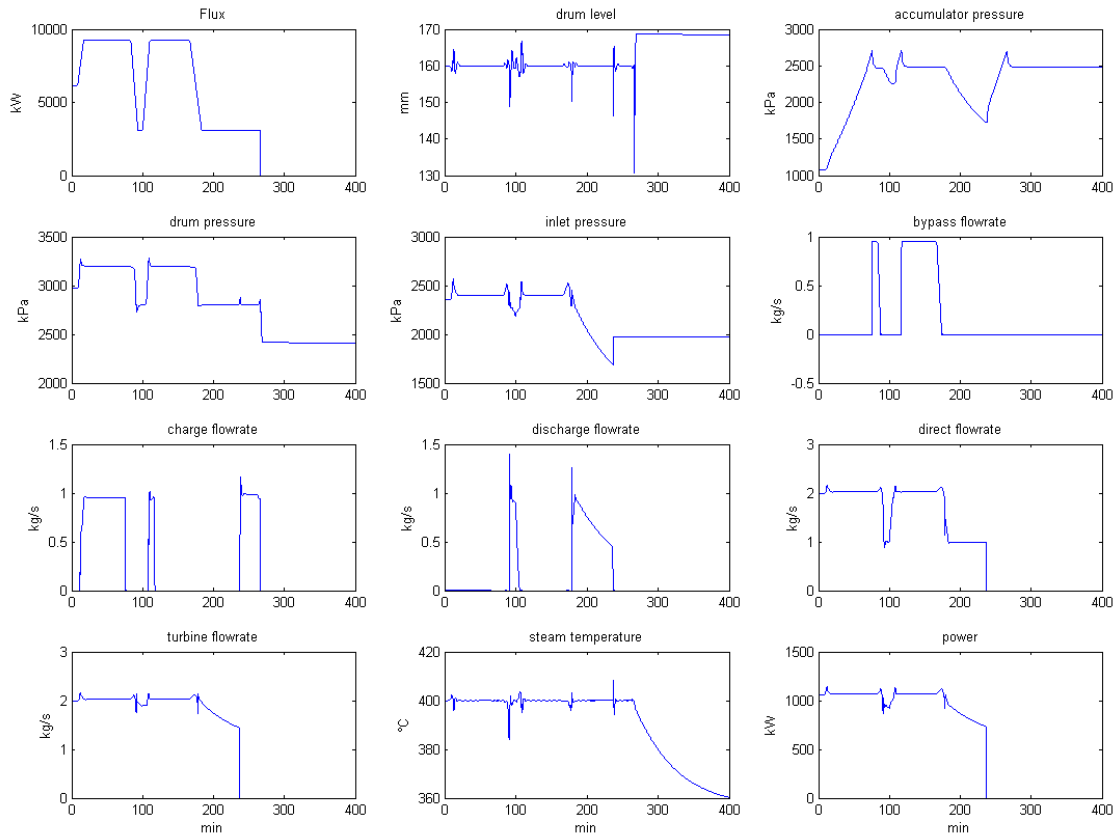 Flux
10000
5000
0
kW
0 100 200 300 400
drum level
170
160
150
140
130
mm
0 100 200 300 400
accumulator pressure
3000
2500
2000
1500
1000
kPa
0 100 200 300 400
drum pressure
3500
3000
2500
2000
kPa
0 100 200 300 400
inlet pressure
3000
2500
2000
1500
kPa
0 100 200 300 400
bypass flowrate
1
0.5
0
-0.5
kg/s
0 100 200 300 400
charge flowrate
1.5
1
0.5
0
kg/s
0 100 200 300 400
discharge flowrate
1.5
1
0.5
0
kg/s
0 100 200 300 400
direct flowrate
3
2
1
0
kg/s
0 100 200 300 400
turbine flowrate
3
2
1
0
kg/s
0 100 200 300 400
min
steam temperature
420
400
380
360
ºC
0 100 200 300 400
min
power
1500
1000
500
0
kW
0 100 200 300 400
min